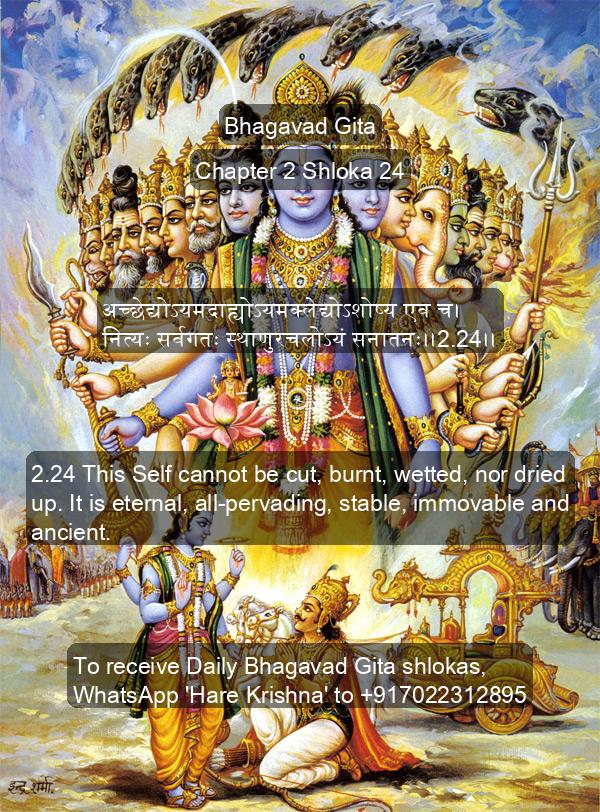 Bhagavad Gita
Chapter 2 Shloka 24
अच्छेद्योऽयमदाह्योऽयमक्लेद्योऽशोष्य एव च।
नित्यः सर्वगतः स्थाणुरचलोऽयं सनातनः।।2.24।।
2.24 This Self cannot be cut, burnt, wetted, nor dried
up. It is eternal, all-pervading, stable, immovable and
ancient.
To receive Daily Bhagavad Gita shlokas,
WhatsApp 'Hare Krishna' to +917022312895
इन्द्र शर्मा.